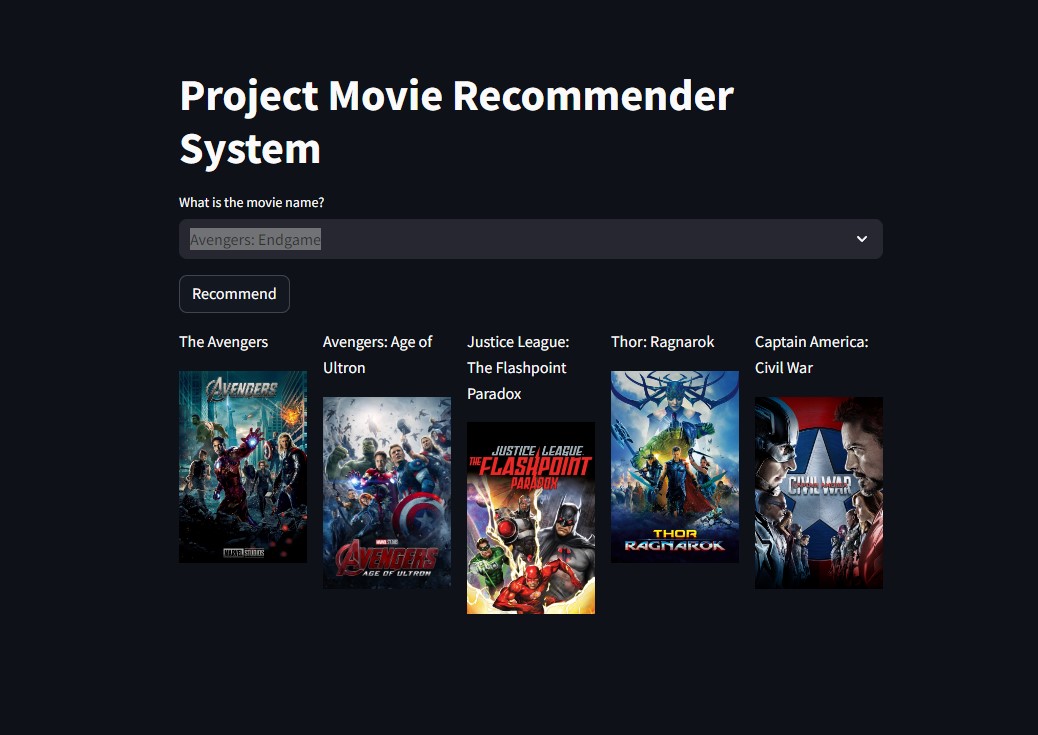 Project Movie Recommender
System
What is the movie name?
Avengers: Endgame
Recommend
The Avengers
Avengers: Age of
Ultron
Justice League:
The Flashpoint
Paradox
Thor: Ragnarok
Captain America:
Civil War
AVENGERS
MARVEL STUDIOS
AVENGERS
AGE OF ULTRON
JUSTICE LEAGUE
THE FLASHPOINT
PARADOX
THOR
RAGNAROK
CIVIL WAR